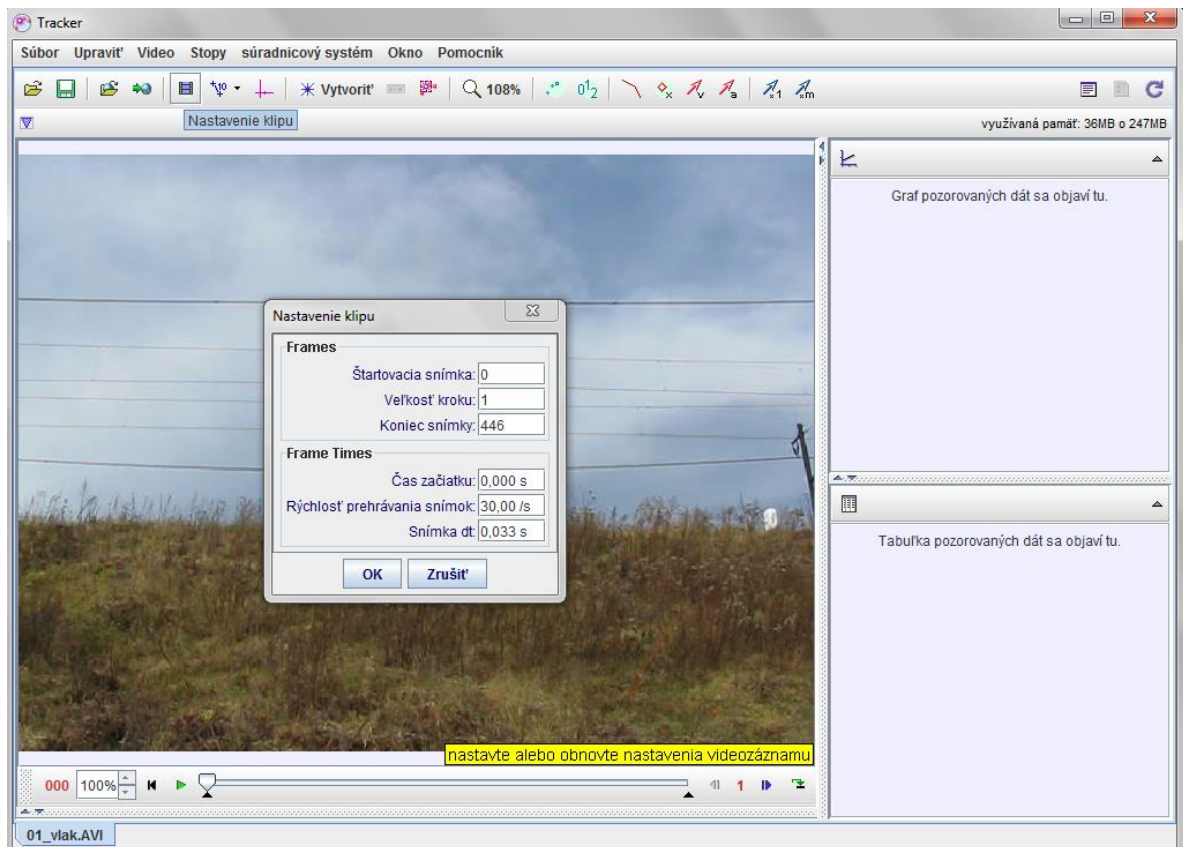 Tracker
Súbor Upraviť Video Stopy súradnicový systém Okno Pomocník
Vytvoriť 108%
Nastavenie klipu
využívaná pamäť: 36MB o 247MB
Graf pozorovaných dát sa objaví tu.
Nastavenie klipu
Frames
Štartovacia snímka: 0
Veľkosť kroku: 1
Koniec snímky: 446
Frame Times
Čas začiatku: 0,000 s
Rýchlosť prehrávania snímok: 30,00 /s
Snímka dt: 0,033 s
OK Zrušiť
Tabuľka pozorovaných dát sa objaví tu.
nastavte alebo obnovte nastavenia videozáznamu
000 100% 1
01_vlak.AVI